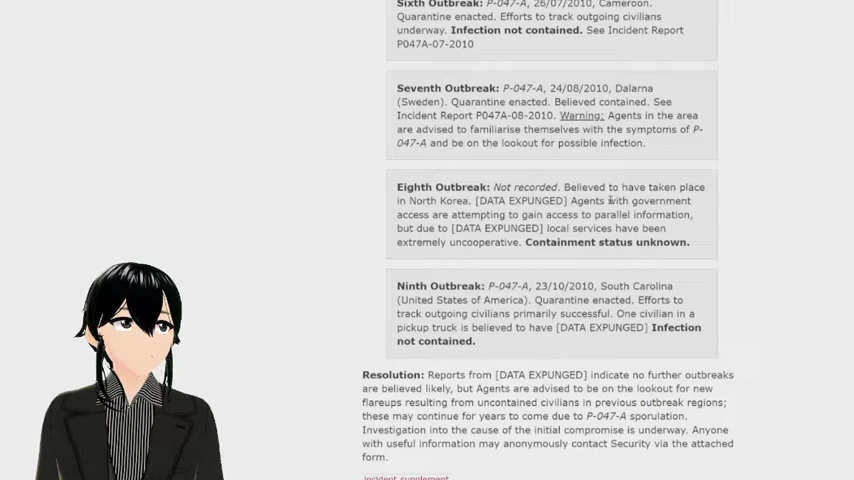 Sixth Outbreak: P-047-A, 26/07/2010, Cameroon.
Quarantine enacted. Efforts to track outgoing civilians
underway. Infection not contained. See Incident Report
P047A-07-2010
Seventh Outbreak: P-047-A, 24/08/2010, Dalarna
(Sweden). Quarantine enacted. Believed contained. See
Incident Report P047A-08-2010. Warning: Agents in the area
are advised to familiarise themselves with the symptoms of P-
047-A and be on the lookout for possible infection.
Eighth Outbreak: Not recorded. Believed to have taken place
in North Korea. [DATA EXPUNGED] Agents with government
access are attempting to gain access to parallel information,
but due to [DATA EXPUNGED] local services have been
extremely uncooperative. Containment status unknown.
Ninth Outbreak: P-047-A, 23/10/2010, South Carolina
(United States of America). Quarantine enacted. Efforts to
track outgoing civilians primarily successful. One civilian in a
pickup truck is believed to have [DATA EXPUNGED] Infection
not contained.
Resolution: Reports from [DATA EXPUNGED] indicate no further outbreaks
are believed likely, but Agents are advised to be on the lookout for new
flareups resulting from uncontained civilians in previous outbreak regions;
these may continue for years to come due to P-047-A sporulation.
Investigation into the cause of the initial compromise is underway. Anyone
with useful information may anonymously contact Security via the attached
form.
incident supplement